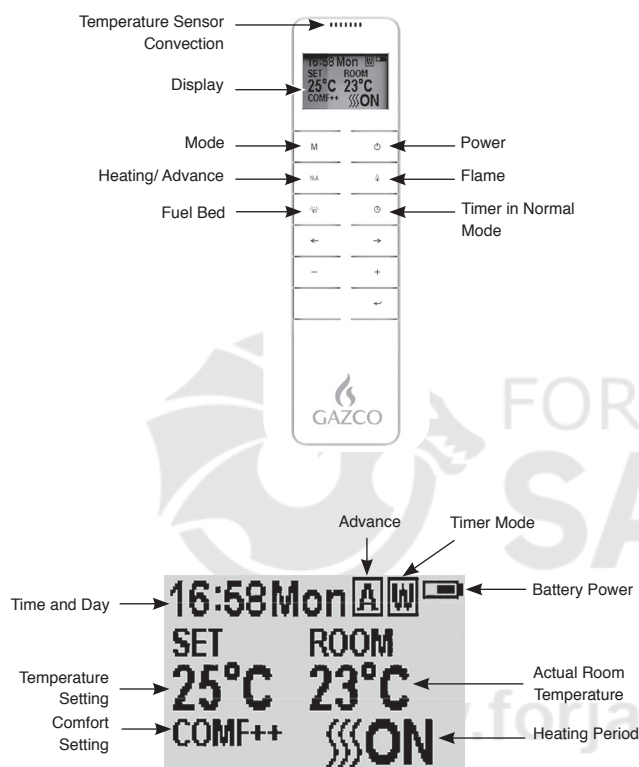 Temperature Sensor
Convection
16:58 Mon W
SET ROOM
25°C 23°C
COMF++ ON
Display
Mode
M
Power
Heating/ Advance
Flame
Fuel Bed
Timer in Normal
Mode
← →
− +
GAZCO
FOR
SA
Advance
Timer Mode
Time and Day
16:58Mon A W
Battery Power
SET ROOM
Temperature
Setting
25°C 23°C
Actual Room
Temperature
Comfort
Setting
COMF++ ON
Heating Period
.forja